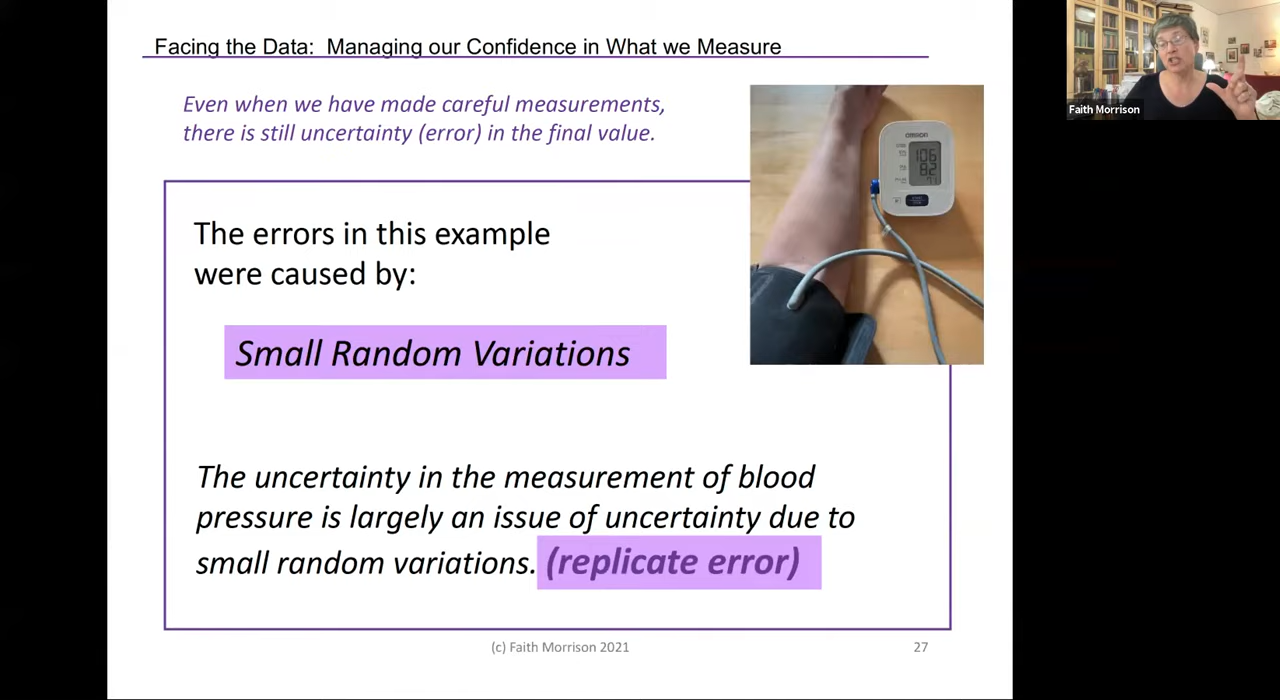 Facing the Data: Managing our Confidence in What we Measure
Even when we have made careful measurements,
there is still uncertainty (error) in the final value.
OMRON
106
82
71
The errors in this example
were caused by:
Small Random Variations
The uncertainty in the measurement of blood
pressure is largely an issue of uncertainty due to
small random variations. (replicate error)
(c) Faith Morrison 2021
27
Faith Morrison